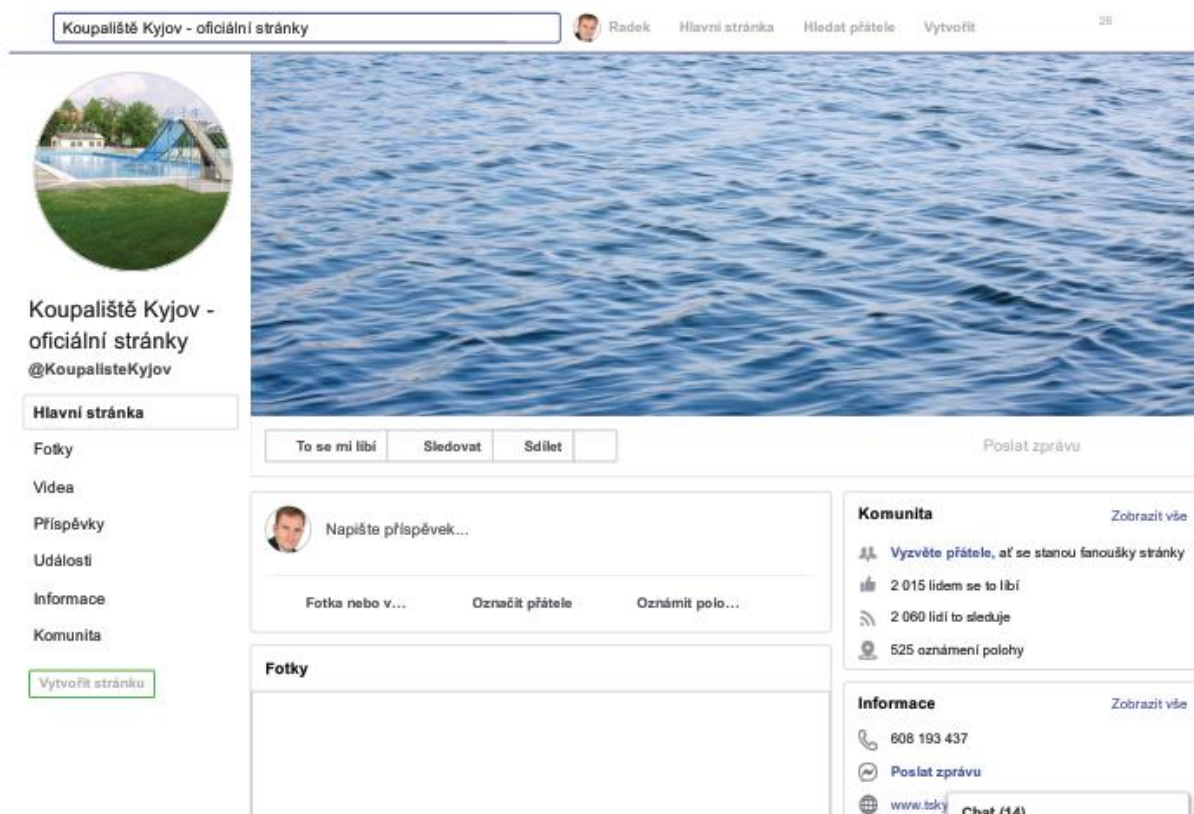 Koupaliště Kyjov - oficiální stránky
Radek Hlavní stránka Hledat přátele Vytvořit 26
Koupaliště Kyjov -
oficiální stránky
@KoupalisteKyjov
Hlavní stránka
Fotky
Videa
Příspěvky
Události
Informace
Komunita
Vytvořit stránku
To se mi líbí Sledovat Sdílet
Poslat zprávu
Napište příspěvek...
Fotka nebo v... Označit přátele Oznámit polo...
Fotky
Komunita Zobrazit vše
Vyzvěte přátele, ať se stanou fanoušky stránky
2 015 lidem se to líbí
2 060 lidí to sleduje
525 oznámení polohy
Informace Zobrazit vše
608 193 437
Poslat zprávu
www.tsky
Chat (14)